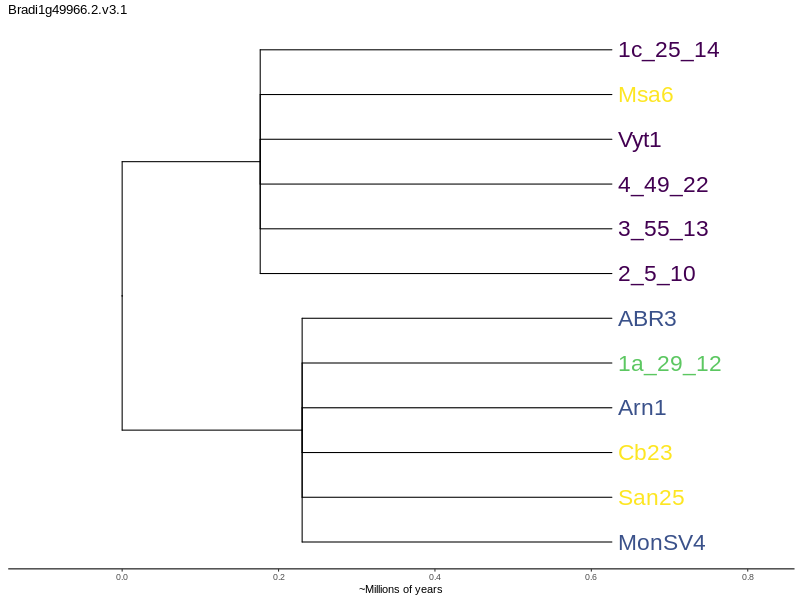 Bradi1g49966.2.v3.1
1c_25_14
Msa6
Vyt1
4_49_22
3_55_13
2_5_10
ABR3
1a_29_12
Arn1
Cb23
San25
MonSV4
0.0 0.2 0.4 0.6 0.8
~Millions of years